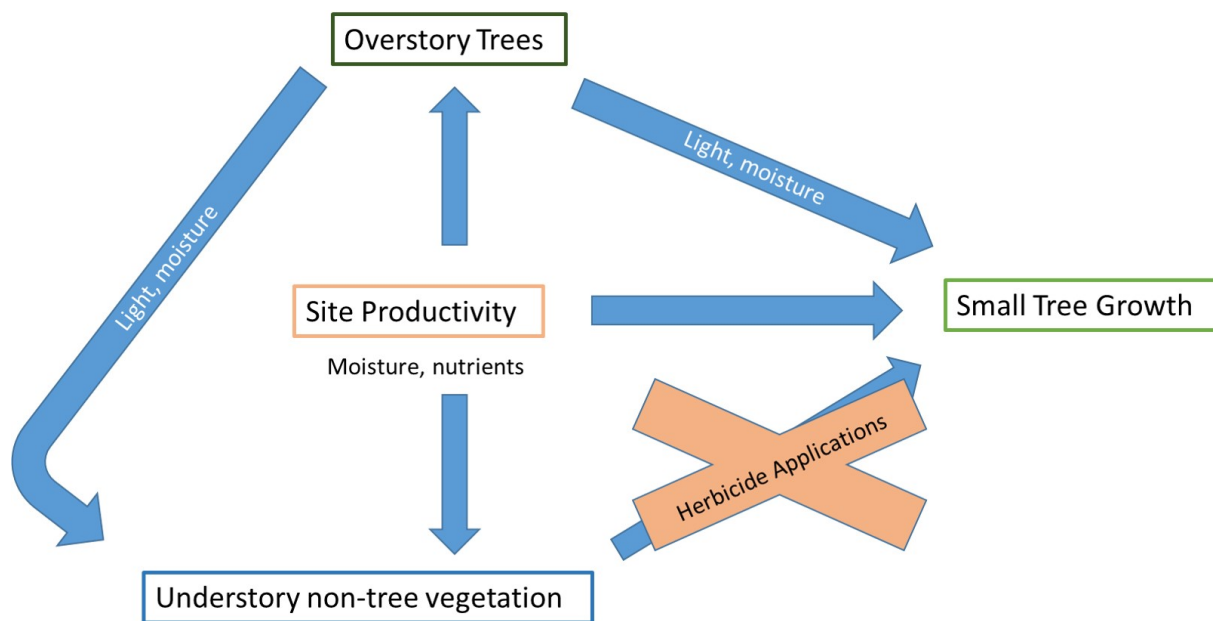 Overstory Trees
Light, moisture
Light, moisture
Site Productivity
Small Tree Growth
Moisture, nutrients
Herbicide Applications
Understory non-tree vegetation